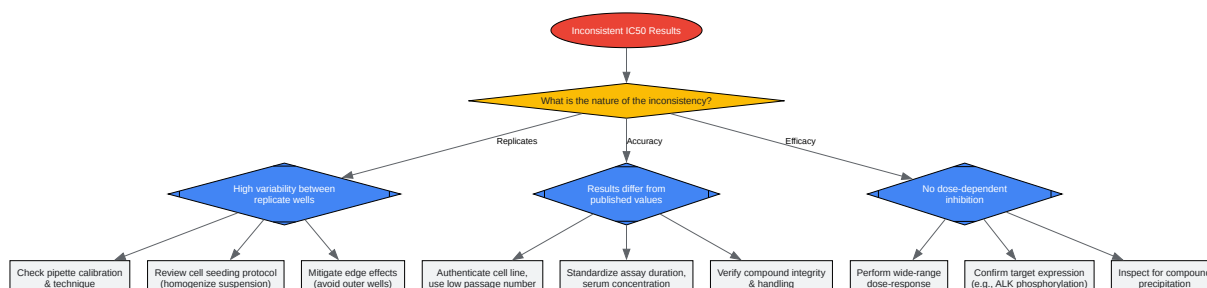 Inconsistent IC50 Results
What is the nature of the inconsistency?
Replicates
Accuracy
Efficacy
High variability between
replicate wells
Results differ from
published values
No dose-dependent
inhibition
Check pipette calibration
& technique
Review cell seeding protocol
(homogenize suspension)
Mitigate edge effects
(avoid outer wells)
Authenticate cell line,
use low passage number
Standardize assay duration,
serum concentration
Verify compound integrity
& handling
Perform wide-range
dose-response
Confirm target expression
(e.g., ALK phosphorylation)
Inspect for compound
precipitation